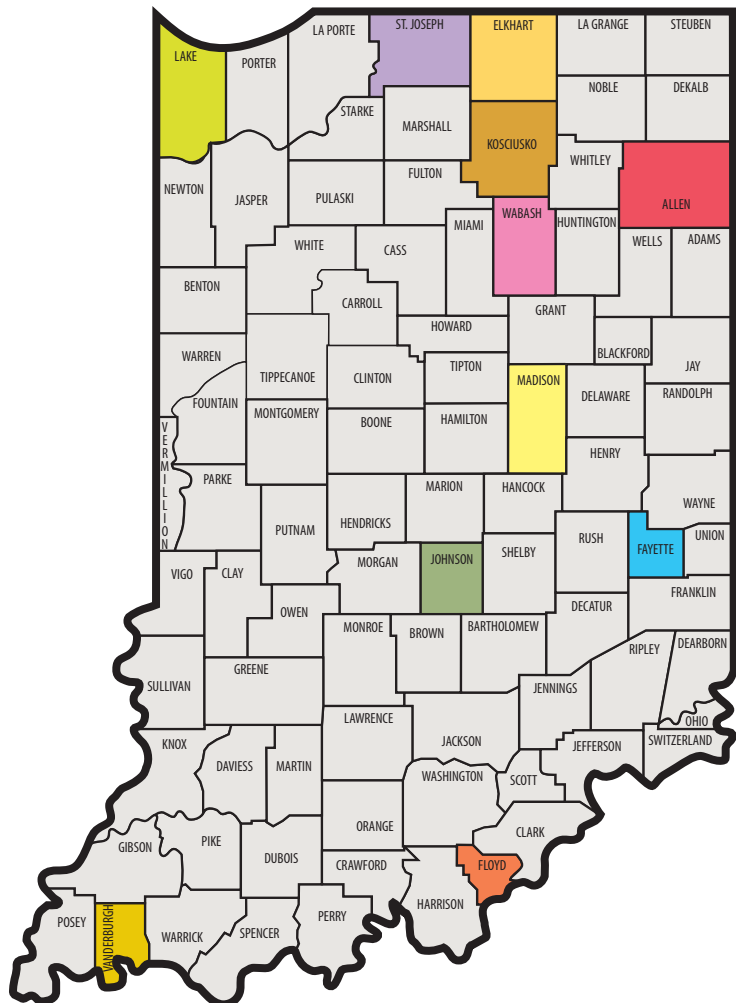 LAKE
PORTER
LA PORTE
ST. JOSEPH
ELKHART
LA GRANGE
STEUBEN
STARKE
MARSHALL
KOSCIUSKO
NOBLE
DEKALB
NEWTON
JASPER
PULASKI
FULTON
WHITLEY
ALLEN
WHITE
CASS
MIAMI
WABASH
HUNTINGTON
WELLS
ADAMS
BENTON
CARROLL
HOWARD
GRANT
BLACKFORD
JAY
WARREN
TIPPECANOE
CLINTON
TIPTON
MADISON
DELAWARE
RANDOLPH
FOUNTAIN
MONTGOMERY
BOONE
HAMILTON
HENRY
VERMILLION
PARKE
PUTNAM
HENDRICKS
MARION
HANCOCK
WAYNE
VIGO
CLAY
MORGAN
JOHNSON
SHELBY
RUSH
FAYETTE
UNION
OWEN
MONROE
BROWN
BARTHOLOMEW
DECATUR
FRANKLIN
SULLIVAN
GREENE
JENNINGS
RIPLEY
DEARBORN
KNOX
DAVIESS
MARTIN
LAWRENCE
JACKSON
JEFFERSON
OHIO
SWITZERLAND
WASHINGTON
SCOTT
GIBSON
PIKE
DUBOIS
ORANGE
CLARK
CRAWFORD
FLOYD
HARRISON
POSEY
VANDERBURGH
WARRICK
SPENCER
PERRY